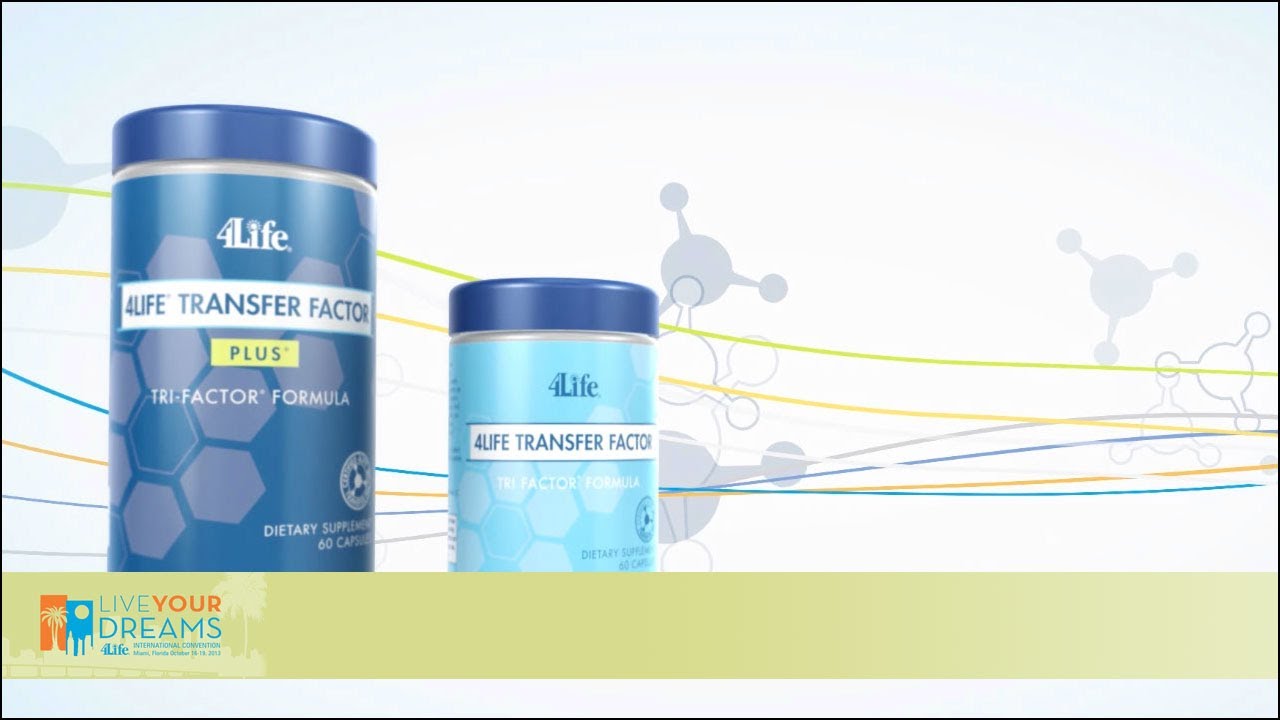 4Life®
4LIFE® TRANSFER FACTOR
PLUS®
TRI-FACTOR® FORMULA
DIETARY SUPPLEMENT
60 CAPSULES
4Life®
4LIFE TRANSFER FACTOR
TRI FACTOR® FORMULA
DIETARY SUPPLEMENT
60
LIVE YOUR
DREAMS
4Life INTERNATIONAL CONVENTION
Miami, Florida October 16-19, 2013